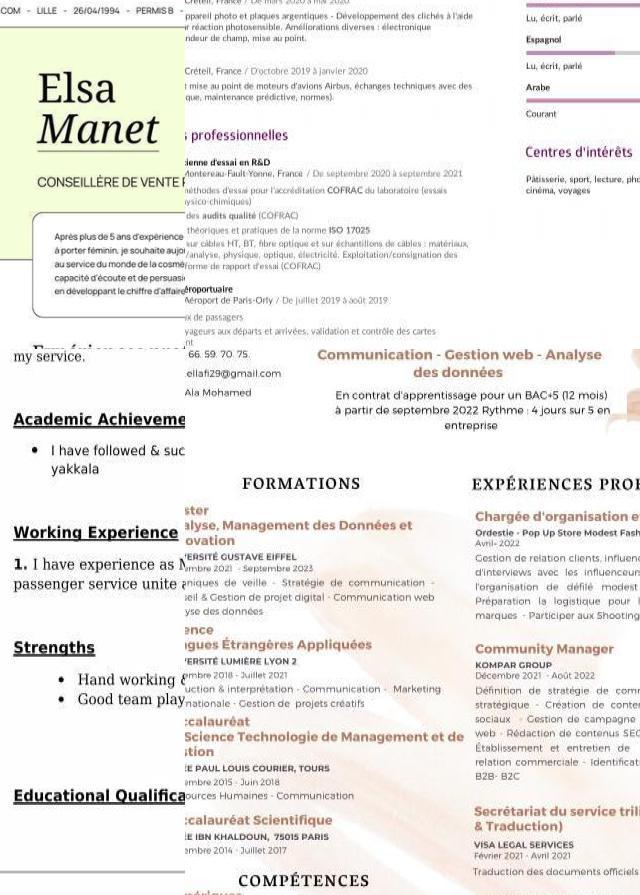 COM - LILLE - 26/04/1994 - PERMIS B -
Elsa
Manet
CONSEILLÈRE DE VENTE
Après plus de 5 ans d'expérience
à porter féminin, je souhaite
au service du monde de la
capacité d'écoute et de
en développant le chiffre d'affaire
Créteil, France / De mars 2020 à mai 2020
appareil photo et plaques argentiques - Développement des clichés à l'aide
réaction photosensible. Améliorations diverses : électronique
de champ, mise au point.
Créteil, France / D'octobre 2019 à janvier 2020
mise au point de moteurs d'avions Airbus, échanges techniques avec des
que, maintenance prédictive, normes).
professionnelles
ienne d'essai en R&D
Montereau-Fault-Yonne, France / De septembre 2020 à septembre 2021
méthodes d'essai pour l'accréditation COFRAC du laboratoire (essais
ysico-chimiques)
des audits qualité (COFRAC)
théoriques et pratiques de la norme ISO 17025
sur câbles HT, BT, fibre optique et sur échantillons de câbles : matériaux,
/analyse, physique, optique, électricité. Exploitation/consignation des
forme de rapport d'essai (COFRAC)
éroportuaire
Aéroport de Paris-Orly / De juillet 2019 à août 2019
x de passagers
yageurs aux départs et arrivées, validation et contrôle des cartes
nt
Lu, écrit, parlé
Espagnol
Lu, écrit, parlé
Arabe
Courant
Centres d'intérêts
Pâtisserie, sport, lecture, pho
cinéma, voyages
my service.
Academic Achieveme
• I have followed & suc
yakkala
Working Experience
1. I have experience as
passenger service unite
Strengths
• Hand working
• Good team play
Educational Qualifica
66. 59. 70. 75.
ellafi29@gmail.com
Ala Mohamed
Communication - Gestion web - Analyse
des données
En contrat d'apprentissage pour un BAC+5 (12 mois)
à partir de septembre 2022 Rythme : 4 jours sur 5 en
entreprise
FORMATIONS
ster
alyse, Management des Données et
ovation
ERSITÉ GUSTAVE EIFFEL
embre 2021 - Septembre 2023
niques de veille - Stratégie de communication -
eil & Gestion de projet digital - Communication web
yse des données
ence
ngues Étrangères Appliquées
ERSITÉ LUMIÈRE LYON 2
embre 2018 - Juillet 2021
uction & interprétation - Communication - Marketing
nationale - Gestion de projets créatifs
ccalauréat
Science Technologie de Management et de
stion
E PAUL LOUIS COURIER, TOURS
embre 2015 - Juin 2018
ources Humaines - Communication
calauréat Scientifique
E IBN KHALDOUN, 75015 PARIS
embre 2014 - Juillet 2017
COMPÉTENCES
EXPÉRIENCES PROF
Chargée d'organisation e
Ordestie - Pop Up Store Modest Fash
Avril- 2022
Gestion de relation clients, influenc
d'interviews avec les influenceur
l'organisation de défilé modest
Préparation la logistique pour l
marques - Participer aux Shooting
Community Manager
KOMPAR GROUP
Décembre 2021 - Août 2022
Définition de stratégie de com
stratégique - Création de conte
sociaux - Gestion de campagne
web - Rédaction de contenus SEO
Établissement et entretien de
relation commerciale - Identificati
B2B- B2C
Secrétariat du service trili
& Traduction)
VISA LEGAL SERVICES
Février 2021 - Avril 2021
Traduction des documents officiels